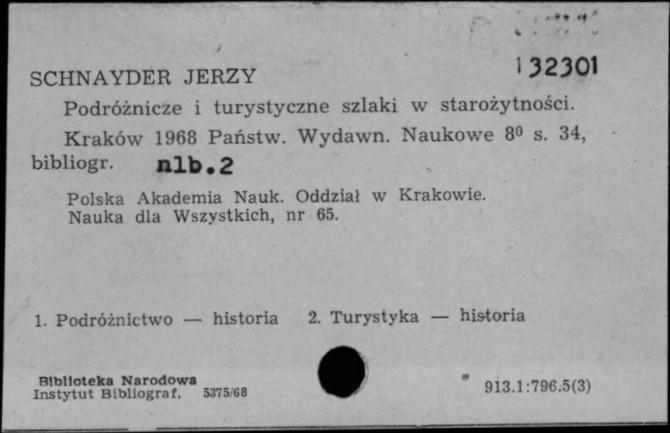 132301
SCHNAYDER JERZY
Podróżnicze i turystyczne szlaki w starożytności.
Kraków 1968 Państw. Wydawn. Naukowe 8⁰ s. 34,
bibliogr. nlb.2
Polska Akademia Nauk. Oddział w Krakowie.
Nauka dla Wszystkich, nr 65.
1. Podróżnictwo — historia 2. Turystyka — historia
Biblioteka Narodowa
Instytut Bibliograf. 5375/68
913.1:796.5(3)